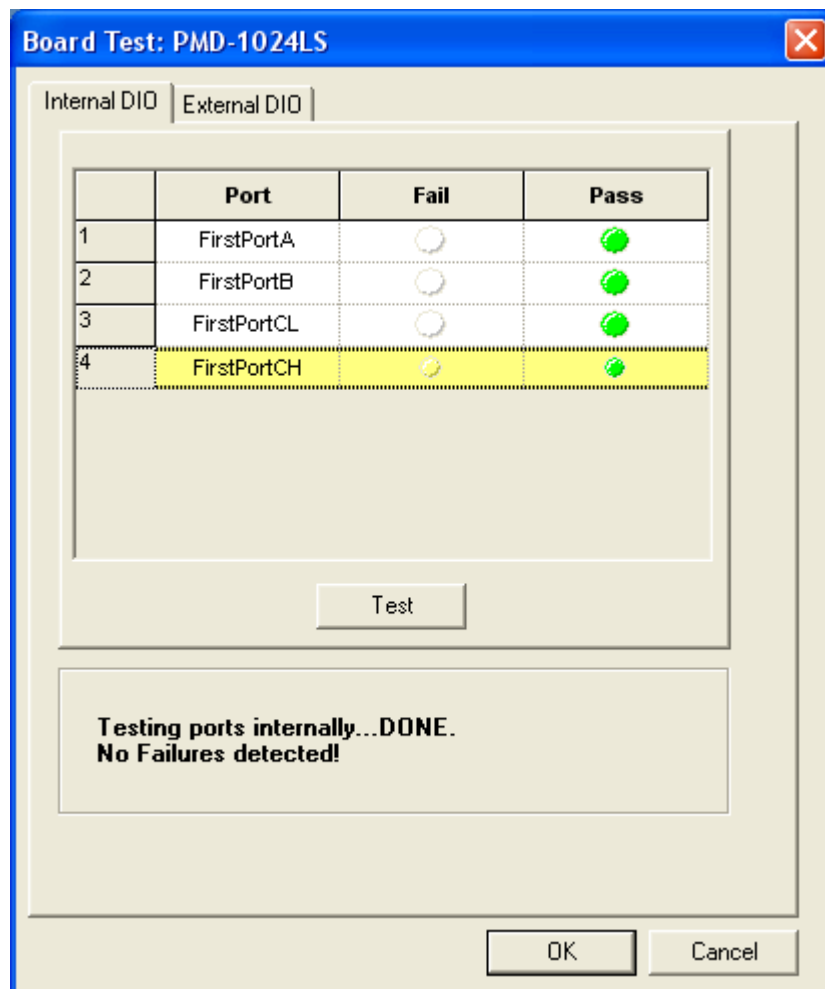 Board Test: PMD-1024LS
Internal DIO External DIO
Port Fail Pass
1 FirstPortA
2 FirstPortB
3 FirstPortCL
4 FirstPortCH
Test
Testing ports internally...DONE.
No Failures detected!
OK Cancel